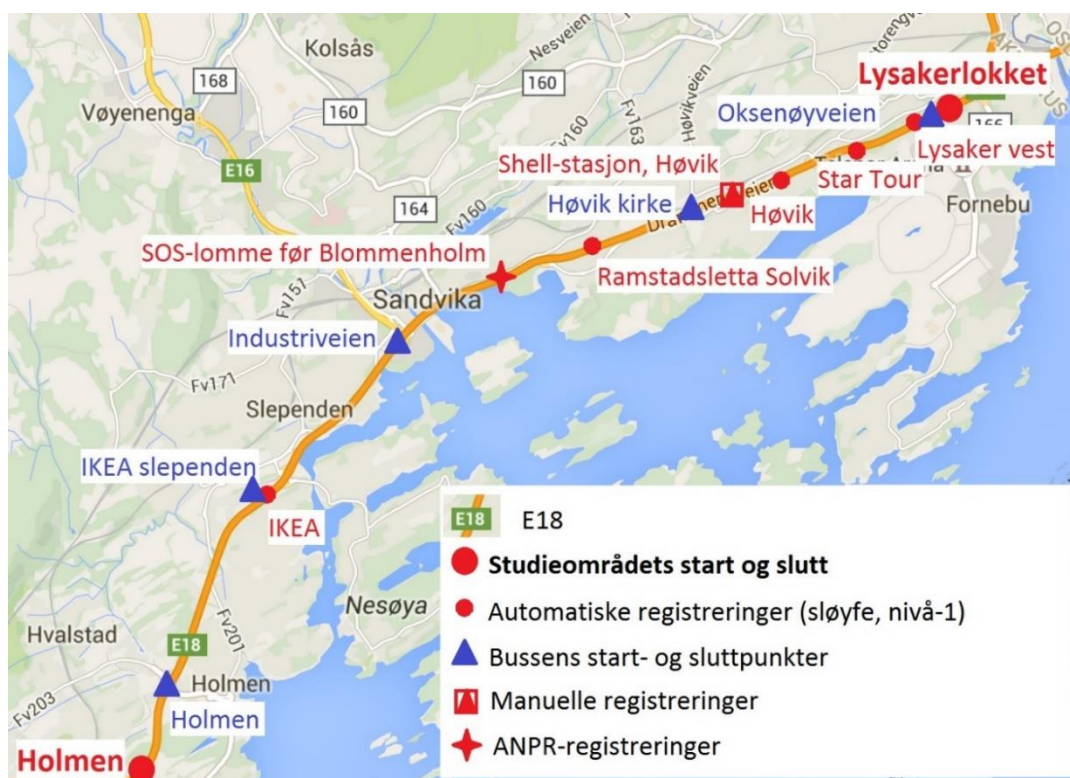 Kolsås
Nesveien
168
160
160
Vøyenenga
160
Høvikveien
Fv163
Fv160
E16
164
Fv160
Lysakerlokket
Oksenøyveien
166
Lysaker vest
Shell-stasjon, Høvik
Star Tour
Høvik kirke
Høvik
Fornebu
SOS-lomme før Blommenholm
Ramstadsletta Solvik
Sandvika
Industriveien
Fv171
Slependen
IKEA slependen
IKEA
Nesøya
Hvalstad
Fv201
E18
Fv203
Holmen
Holmen
Holmen
E18 E18
Studieområdets start og slutt
Automatiske registreringer (sløyfe, nivå-1)
Bussens start- og sluttpunkter
Manuelle registreringer
ANPR-registreringer